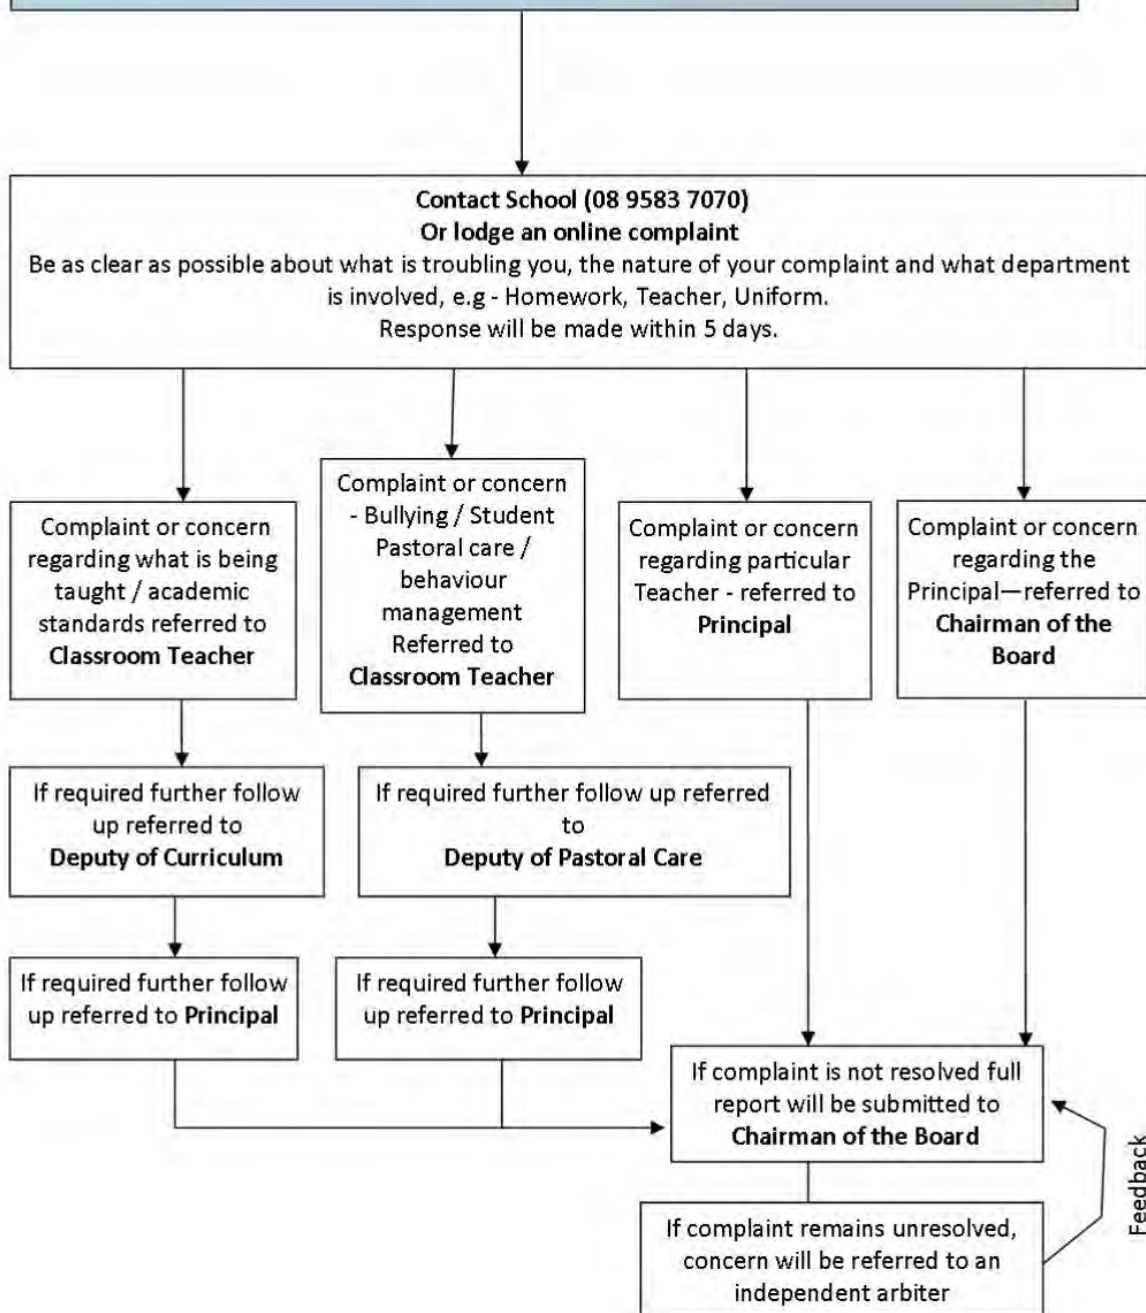 Contact School (08 9583 7070)
Or lodge an online complaint
Be as clear as possible about what is troubling you, the nature of your complaint and what department
is involved, e.g - Homework, Teacher, Uniform.
Response will be made within 5 days.
Complaint or concern
regarding what is being
taught / academic
standards referred to
Classroom Teacher
Complaint or concern
- Bullying / Student
Pastoral care /
behaviour
management
Referred to
Classroom Teacher
Complaint or concern
regarding particular
Teacher - referred to
Principal
Complaint or concern
regarding the
Principal—referred to
Chairman of the
Board
If required further follow
up referred to
Deputy of Curriculum
If required further follow up referred
to
Deputy of Pastoral Care
If required further follow
up referred to Principal
If required further follow
up referred to Principal
If complaint is not resolved full
report will be submitted to
Chairman of the Board
Feedback
If complaint remains unresolved,
concern will be referred to an
independent arbiter